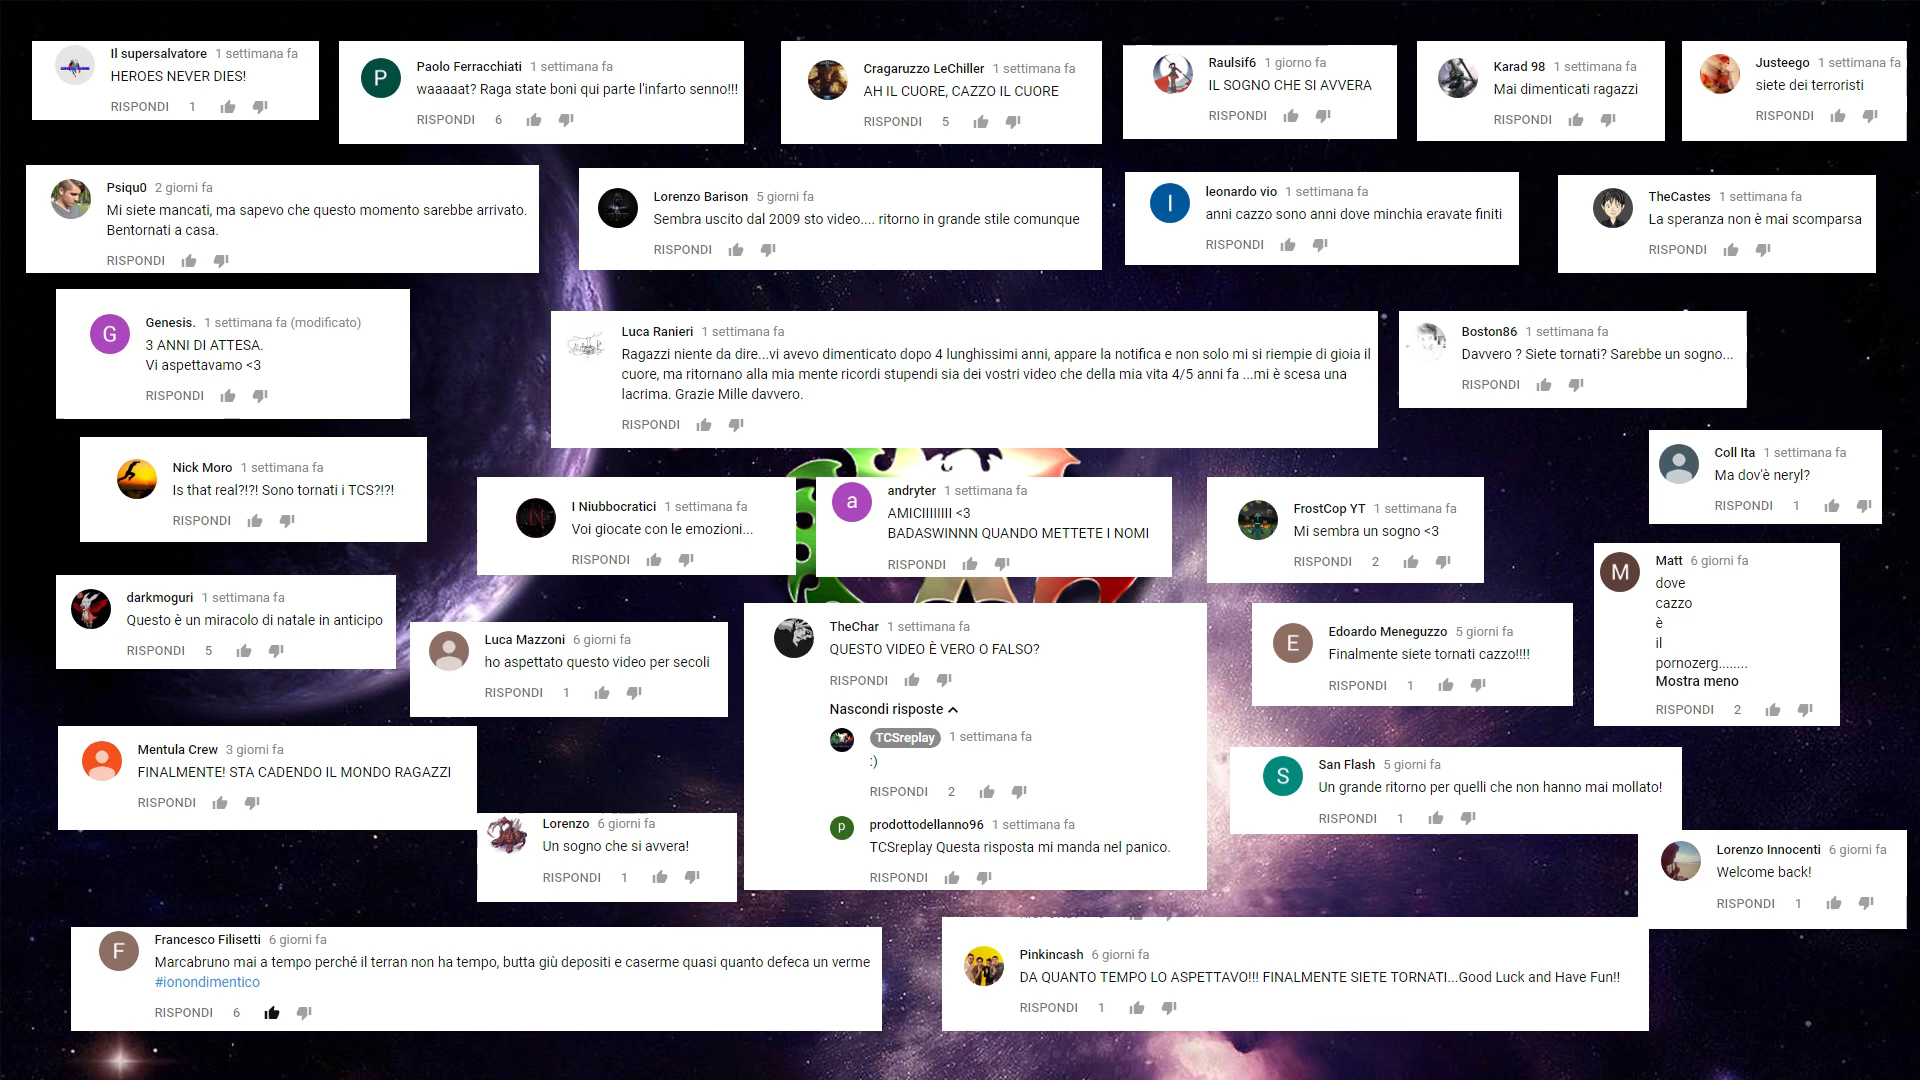 Il supersalvatore 1 settimana fa
HEROES NEVER DIES!
RISPONDI 1
Paolo Ferracchiati 1 settimana fa
waaaaat? Raga state boni qui parte l'infarto senno!!!
RISPONDI 6
Cragaruzzo LeChiller 1 settimana fa
AH IL CUORE, CAZZO IL CUORE
RISPONDI 5
Raulsif6 1 giorno fa
IL SOGNO CHE SI AVVERA
RISPONDI
Karad 98 1 settimana fa
Mai dimenticati ragazzi
RISPONDI
Justeego 1 settimana fa
siete dei terroristi
RISPONDI
Psiqu0 2 giorni fa
Mi siete mancati, ma sapevo che questo momento sarebbe arrivato.
Bentornati a casa.
RISPONDI
Lorenzo Barison 5 giorni fa
Sembra uscito dal 2009 sto video.... ritorno in grande stile comunque
RISPONDI
leonardo vio 1 settimana fa
anni cazzo sono anni dove minchia eravate finiti
RISPONDI
TheCastes 1 settimana fa
La speranza non è mai scomparsa
RISPONDI
Genesis. 1 settimana fa (modificato)
3 ANNI DI ATTESA.
Vi aspettavamo <3
RISPONDI
Luca Ranieri 1 settimana fa
Ragazzi niente da dire...vi avevo dimenticato dopo 4 lunghissimi anni, appare la notifica e non solo mi si riempie di gioia il
cuore, ma ritornano alla mia mente ricordi stupendi sia dei vostri video che della mia vita 4/5 anni fa ...mi è scesa una
lacrima. Grazie Mille davvero.
RISPONDI
Boston86 1 settimana fa
Davvero ? Siete tornati? Sarebbe un sogno...
RISPONDI
Nick Moro 1 settimana fa
Is that real?!?! Sono tornati i TCS?!?!
RISPONDI
I Niubbocratici 1 settimana fa
Voi giocate con le emozioni...
RISPONDI
a
andryter 1 settimana fa
AMICIIIIIIII <3
BADASWINNN QUANDO METTETE I NOMI
RISPONDI
FrostCop YT 1 settimana fa
Mi sembra un sogno <3
RISPONDI 2
Coll Ita 1 settimana fa
Ma dov'è neryl?
RISPONDI 1
darkmoguri 1 settimana fa
Questo è un miracolo di natale in anticipo
RISPONDI 5
Luca Mazzoni 6 giorni fa
ho aspettato questo video per secoli
RISPONDI 1
TheChar 1 settimana fa
QUESTO VIDEO È VERO O FALSO?
RISPONDI
Nascondi risposte
TCSreplay 1 settimana fa
:)
RISPONDI 2
prodottodellanno96 1 settimana fa
TCSreplay Questa risposta mi manda nel panico.
RISPONDI
Edoardo Meneguzzo 5 giorni fa
Finalmente siete tornati cazzo!!!!
RISPONDI 1
Matt 6 giorni fa
dove
cazzo
è
il
pornozerg........
Mostra meno
RISPONDI 2
Mentula Crew 3 giorni fa
FINALMENTE! STA CADENDO IL MONDO RAGAZZI
RISPONDI
Lorenzo 6 giorni fa
Un sogno che si avvera!
RISPONDI 1
San Flash 5 giorni fa
Un grande ritorno per quelli che non hanno mai mollato!
RISPONDI 1
Lorenzo Innocenti 6 giorni fa
Welcome back!
RISPONDI 1
Francesco Filisetti 6 giorni fa
Marcabruno mai a tempo perché il terran non ha tempo, butta giù depositi e caserme quasi quanto defeca un verme
#ionondimentico
RISPONDI 6
Pinkincash 6 giorni fa
DA QUANTO TEMPO LO ASPETTAVO!!! FINALMENTE SIETE TORNATI...Good Luck and Have Fun!!
RISPONDI 1